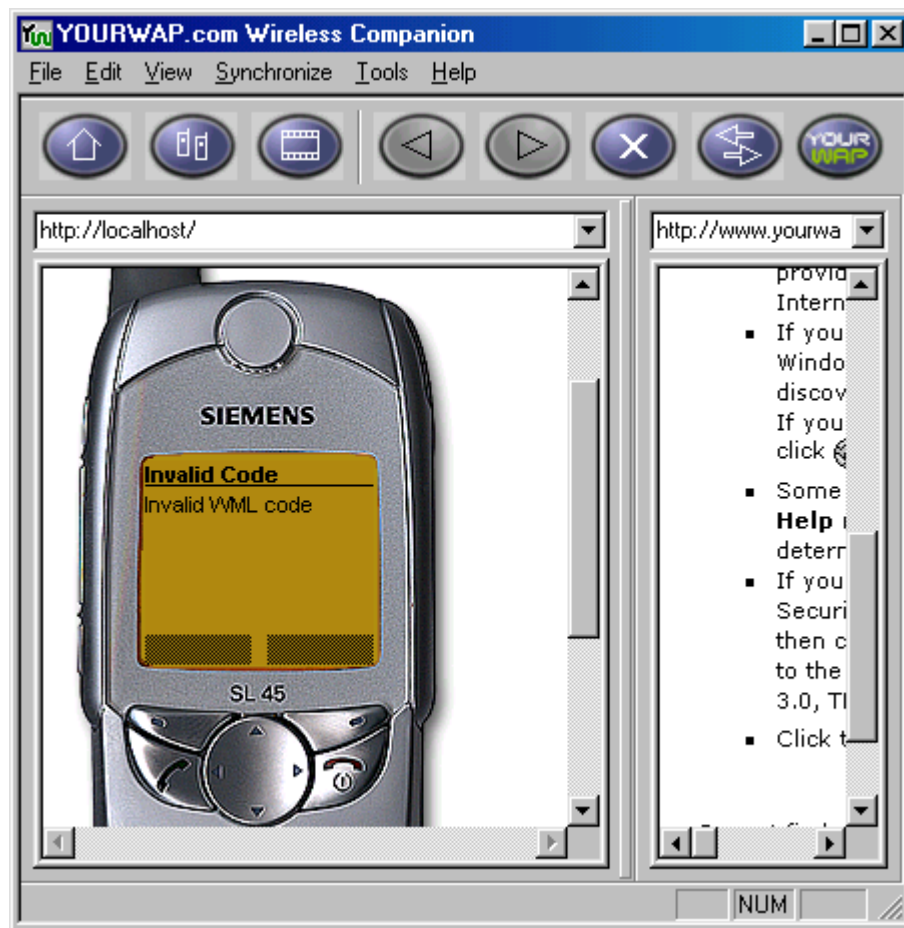 YOURWAP.com Wireless Companion
File Edit View Synchronize Tools Help
YOUR
WAP
http://localhost/
http://www.yourwa
SIEMENS
Invalid Code
Invalid WML code
SL 45
provid
Intern
If you
Windo
discov
If you
click
Some
Help
deterr
If you
Securi
then c
to the
3.0, Tl
Click t
NUM